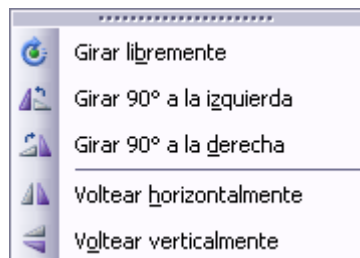 Girar libremente
Girar 90° a la izquierda
Girar 90° a la derecha
Voltear horizontalmente
Voltear verticalmente